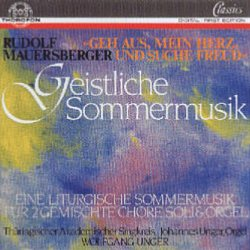 THOROFON
Classics
DIGITAL FIRST EDITION
RUDOLF MAUERSBERGER
»GEH AUS, MEIN HERZ, UND SUCHE FREUD«
Geistliche
Sommermusik
EINE LITURGISCHE SOMMERMUSIK
FÜR 2 GEMISCHTE CHÖRE, SOLI & ORGEL
Thüringischer Akademischer Singkreis, Johannes Unger, Orgel
WOLFGANG UNGER